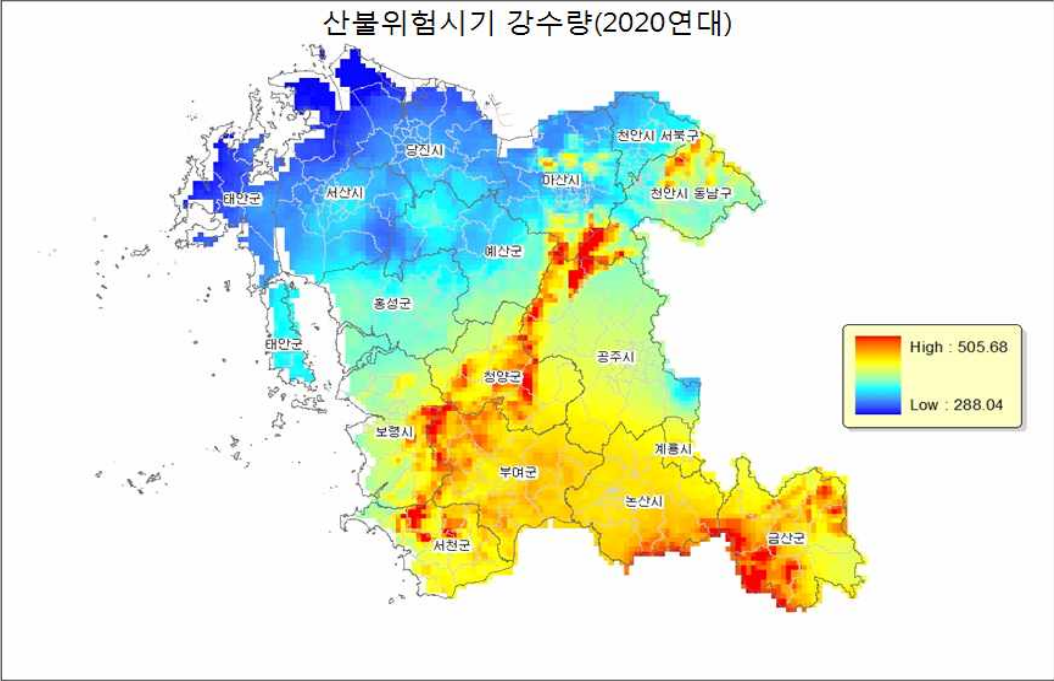 산불위험시기 강수량(2020연대)
천안시 서북구
당진시
아산시
천안시 동남구
서산시
태안군
예산군
홍성군
태안군
공주시
High : 505.68
청양군
Low : 288.04
보령시
계룡시
부여군
논산시
금산군
서천군